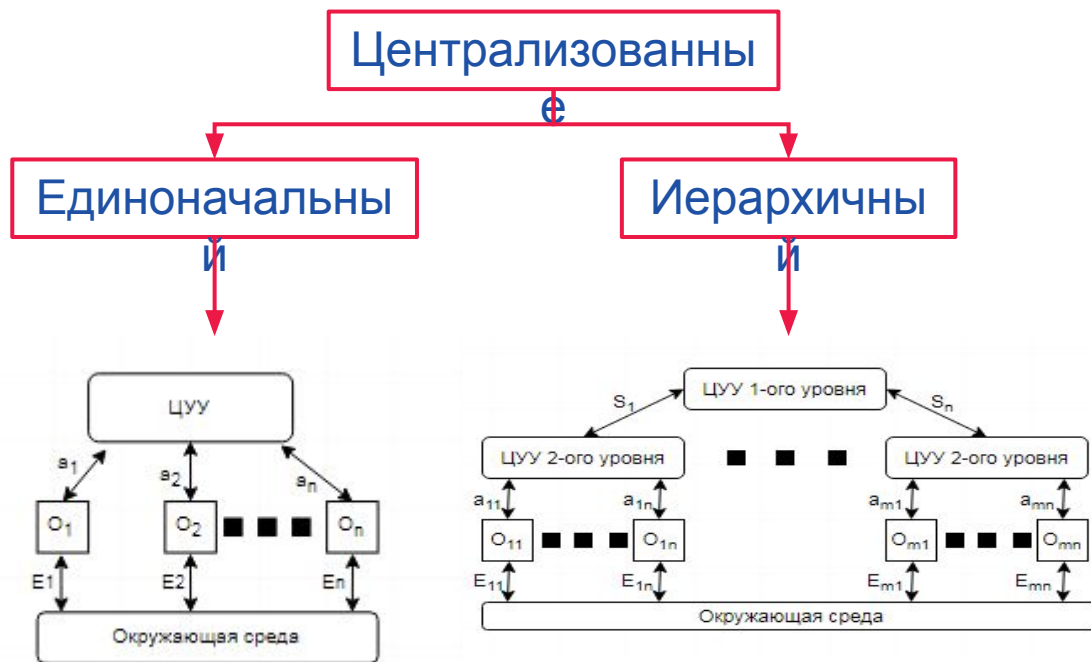 Централизованны
е
Единоначальны
й
Иерархичны
й
ЦУУ
a1
a2
an
O1
O2
On
E1
E2
En
Окружающая среда
ЦУУ 1-ого уровня
S1
Sn
ЦУУ 2-ого уровня
ЦУУ 2-ого уровня
a11
a1n
am1
amn
O11
O1n
Om1
Omn
E11
E1n
Em1
Emn
Окружающая среда